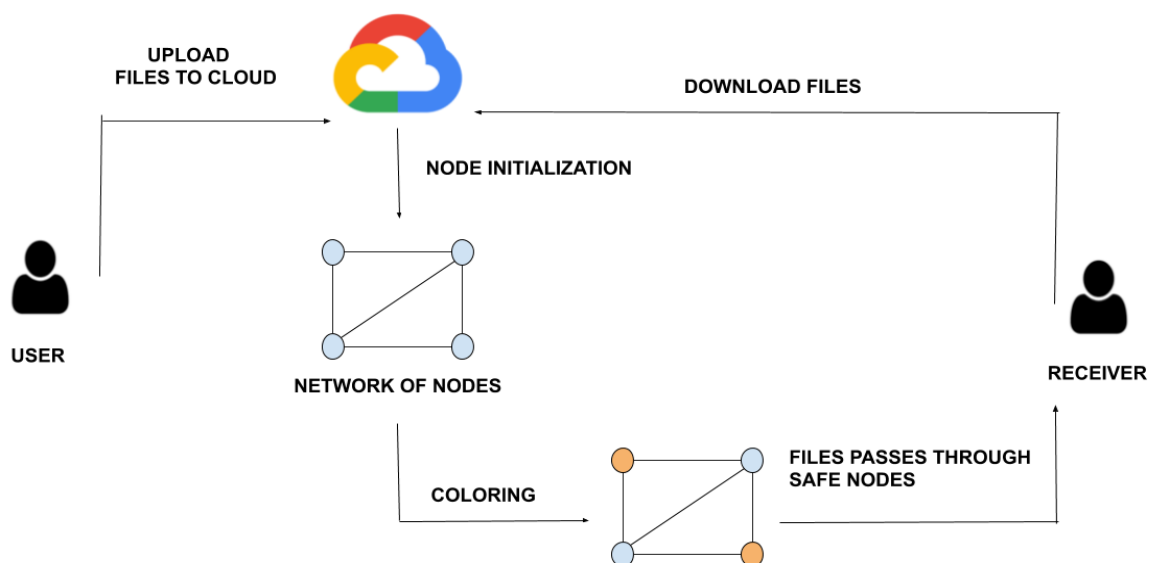 UPLOAD
FILES TO CLOUD
DOWNLOAD FILES
NODE INITIALIZATION
USER
NETWORK OF NODES
RECEIVER
COLORING
FILES PASSES THROUGH
SAFE NODES